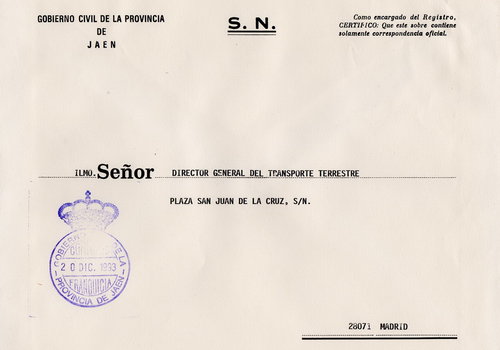 GOBIERNO CIVIL DE LA PROVINCIA
DE
JAEN
S. N.
Como encargado del Registro,
CERTIFICO: Que este sobre contiene
solamente correspondencia oficial.
ILMO. Señor DIRECTOR GENERAL DEL TRANSPORTE TERRESTRE
PLAZA SAN JUAN DE LA CRUZ, S/N.
GOBIERNO DE LA
20 DIC. 1993
FRANQUICIA
PROVINCIA DE JAEN
28071 MADRID